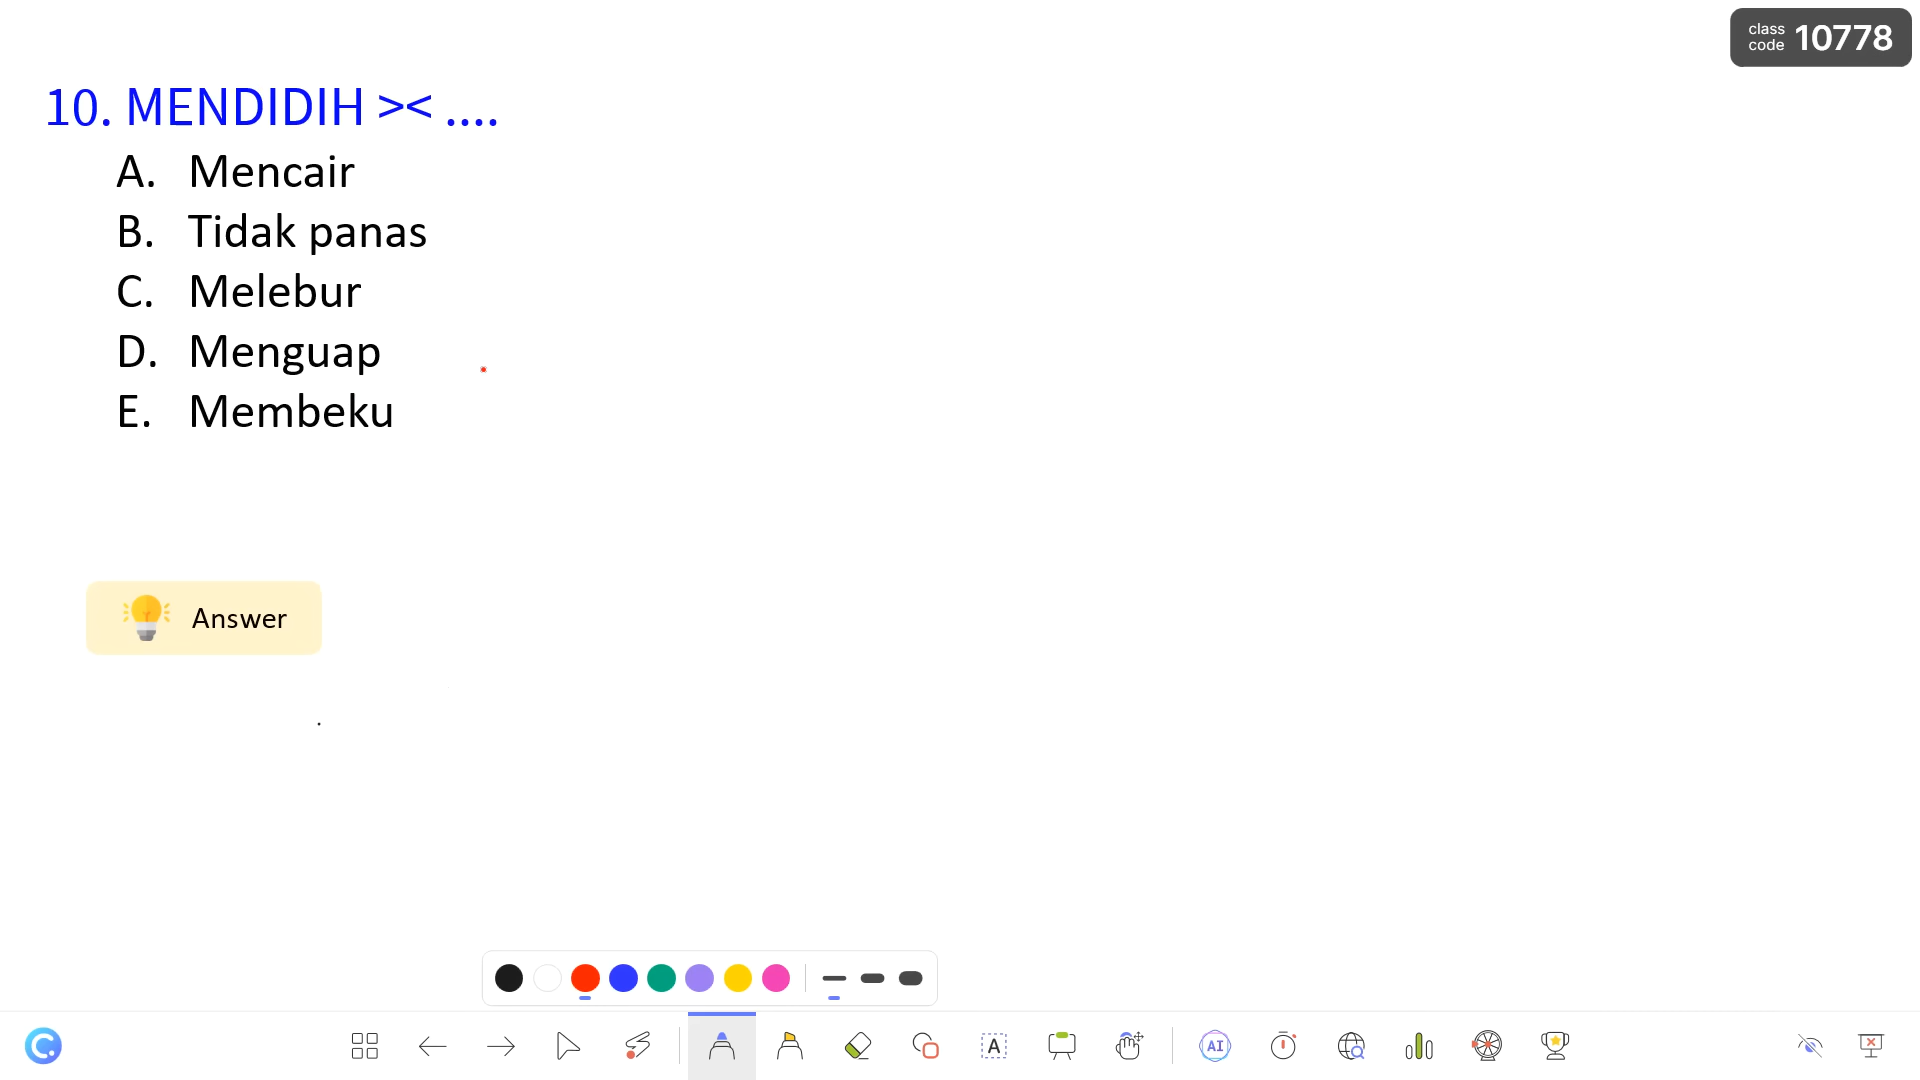 class
code 10778
10. MENDIDIH >< ....
A. Mencair
B. Tidak panas
C. Melebur
D. Menguap
E. Membeku
Answer
A
AI